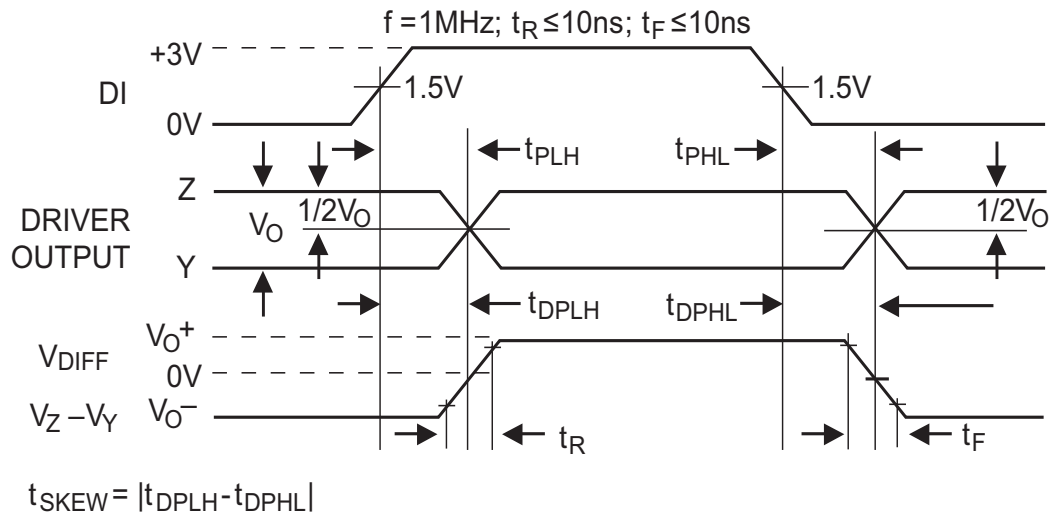 f = 1MHz; tR ≤ 10ns; tF ≤ 10ns
+3V
DI
1.5V
1.5V
0V
tPLH
tPHL
Z
DRIVER
OUTPUT
VO
1/2VO
1/2VO
Y
tDPLH
tDPHL
VDIFF
VO+
0V
VZ – VY
VO–
tR
tF
tSKEW = |tDPLH - tDPHL|